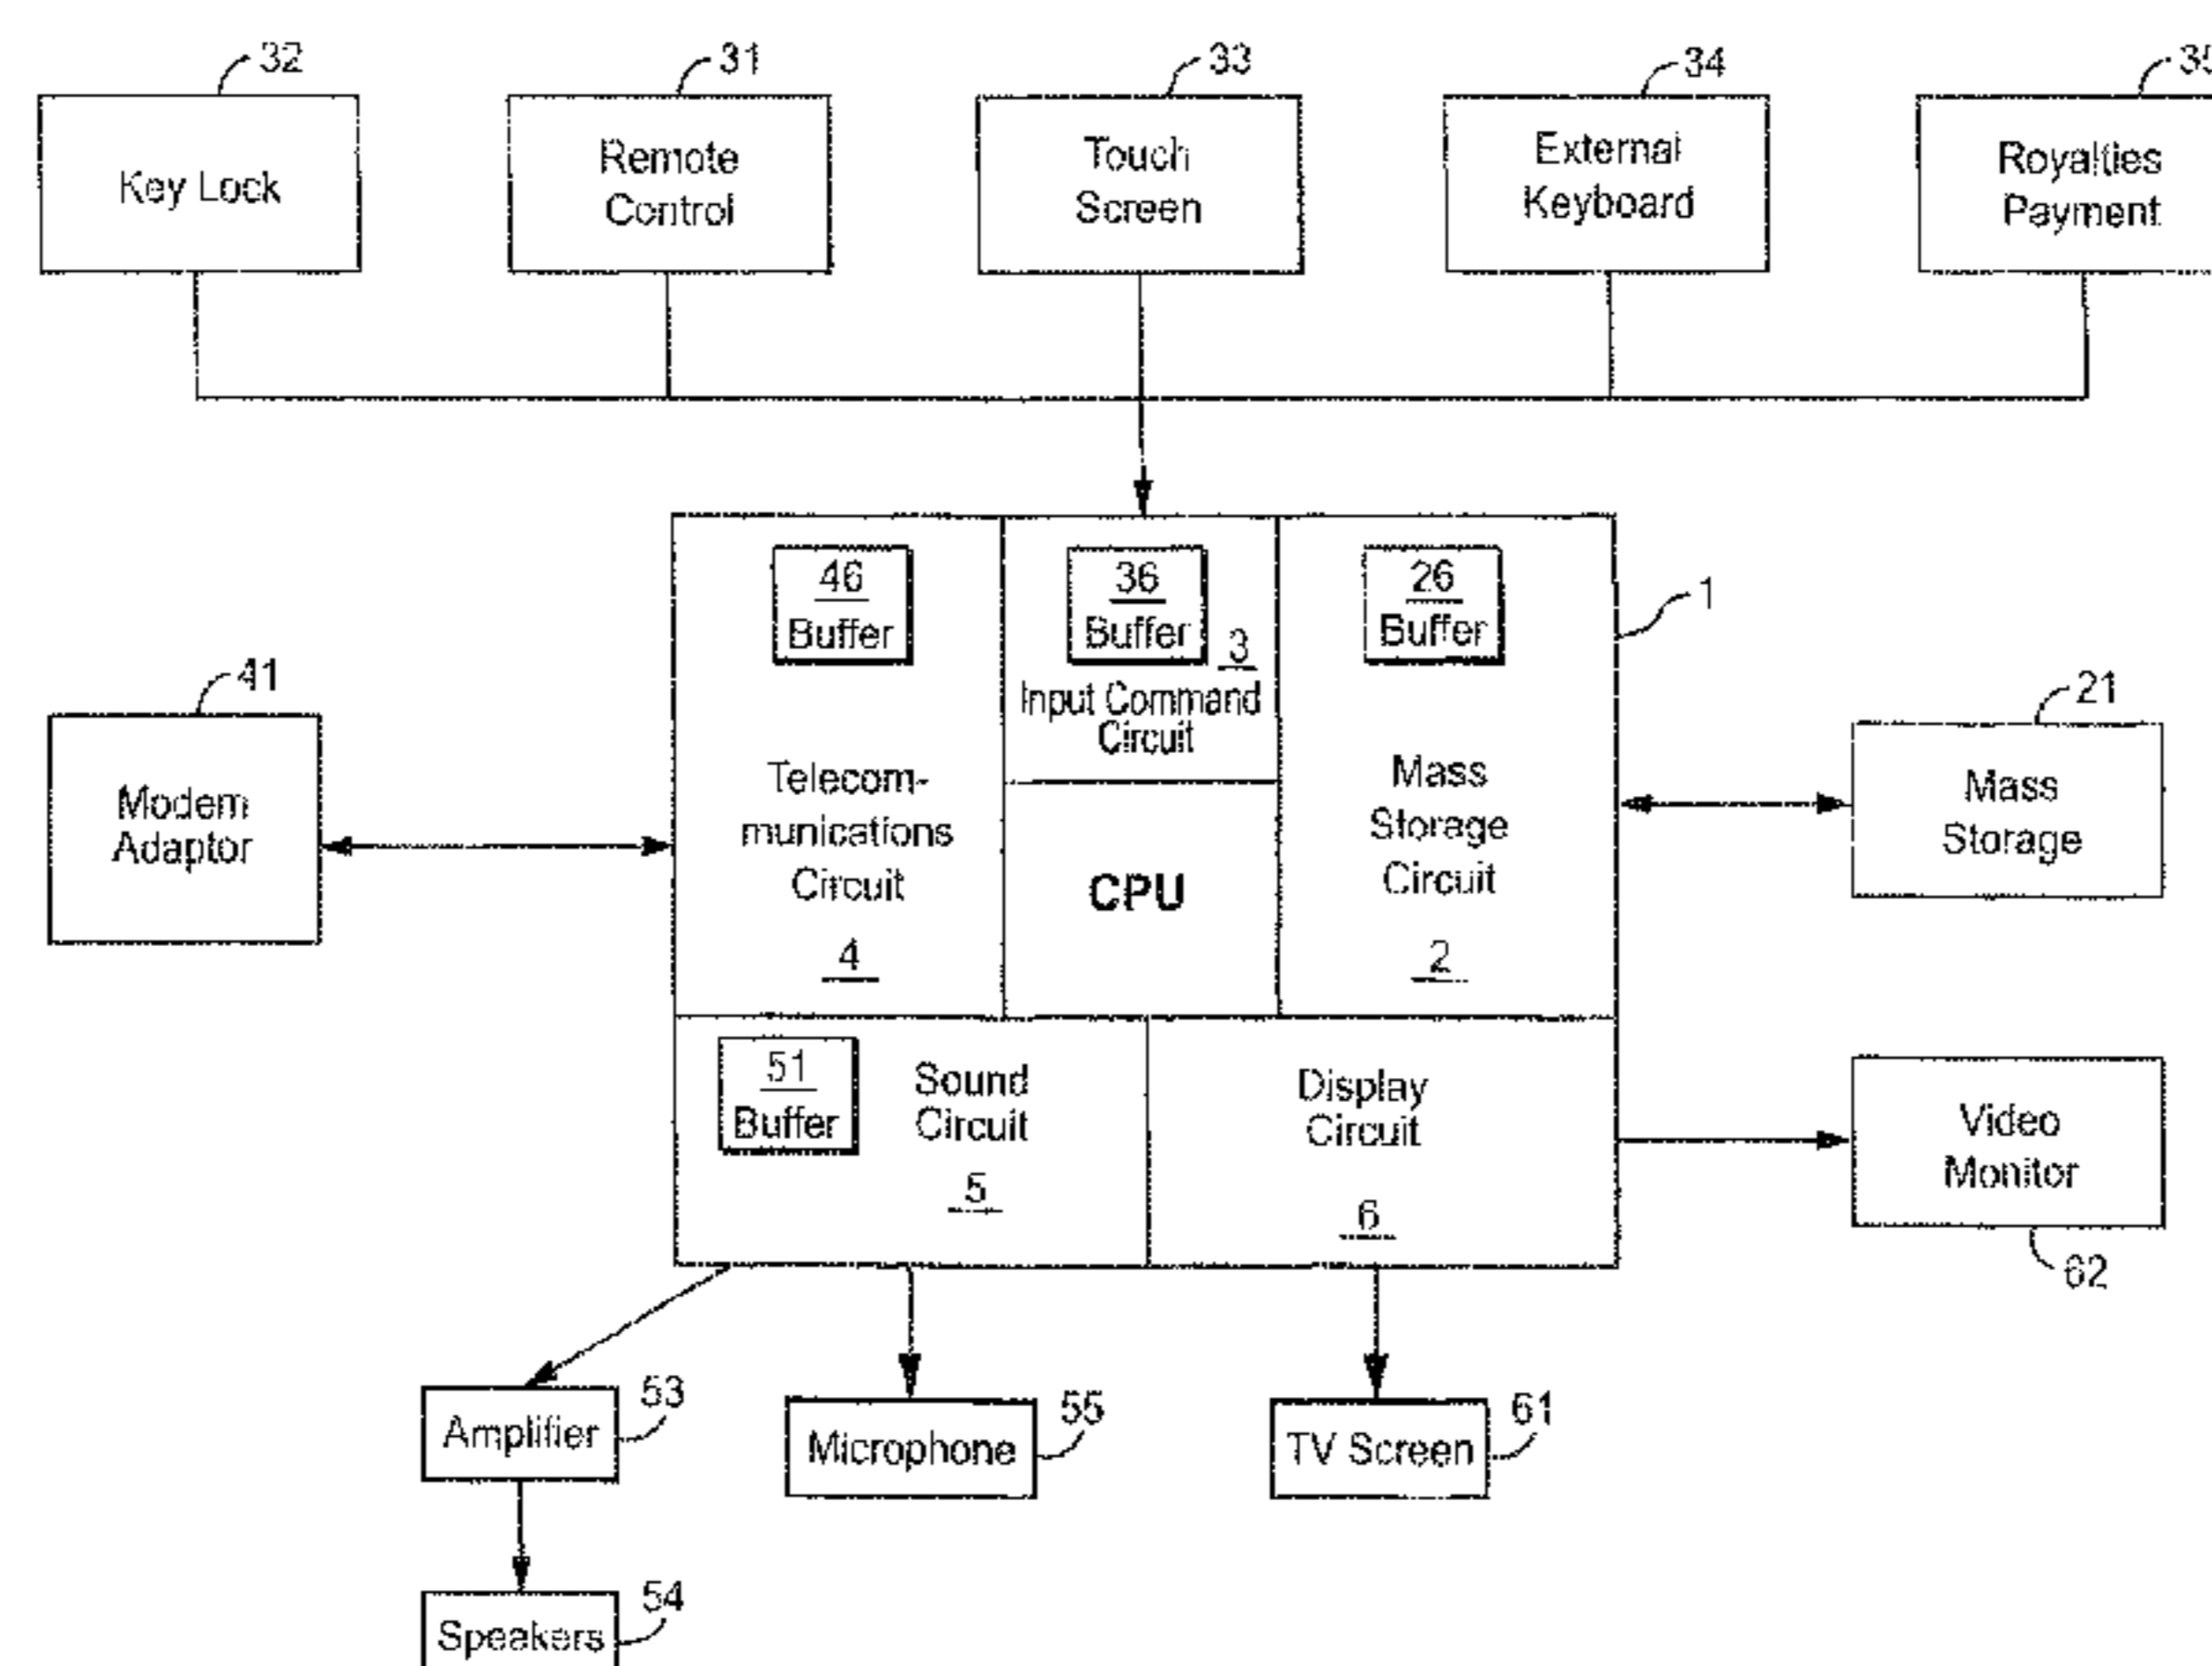 32
31
33
34
35
Key Lock
Remote
Control
Touch
Screen
External
Keyboard
Royalties
Payment
46
Buffer
36
Buffer
3
Input Command
Circuit
26
Buffer
1
41
Modem
Adaptor
Telecom-
munications
Circuit
4
CPU
Mass
Storage
Circuit
2
21
Mass
Storage
51
Buffer
Sound
Circuit
5
Display
Circuit
6
Video
Monitor
62
Amplifier
53
Microphone
55
TV Screen
61
Speakers
54